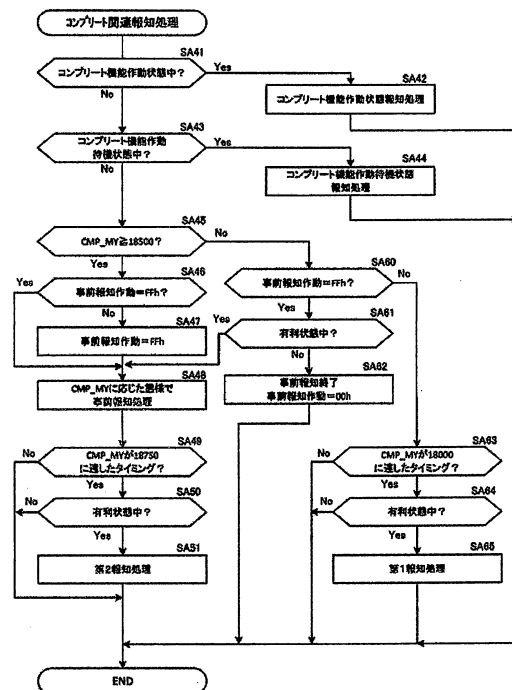 コンプリート関連報知処理
SA41
コンプリート機能作動状態中?
Yes
No
SA42
コンプリート機能作動状態報知処理
SA43
コンプリート機能作動
待機状態中?
Yes
No
SA44
コンプリート機能作動待機状態
報知処理
SA45
CMP_MY≧18500?
No
Yes
SA46
Yes
事前報知作動=FFh?
No
SA47
事前報知作動=FFh
SA48
CMP_MYに応じた態様で
事前報知処理
SA60
事前報知作動=FFh?
No
Yes
SA61
Yes
有利状態中?
No
SA62
事前報知終了
事前報知作動=00h
SA49
No
CMP_MYが18750
に達したタイミング?
Yes
SA50
No
有利状態中?
Yes
SA51
第2報知処理
SA63
No
CMP_MYが18000
に達したタイミング?
Yes
SA64
No
有利状態中?
Yes
SA65
第1報知処理
END